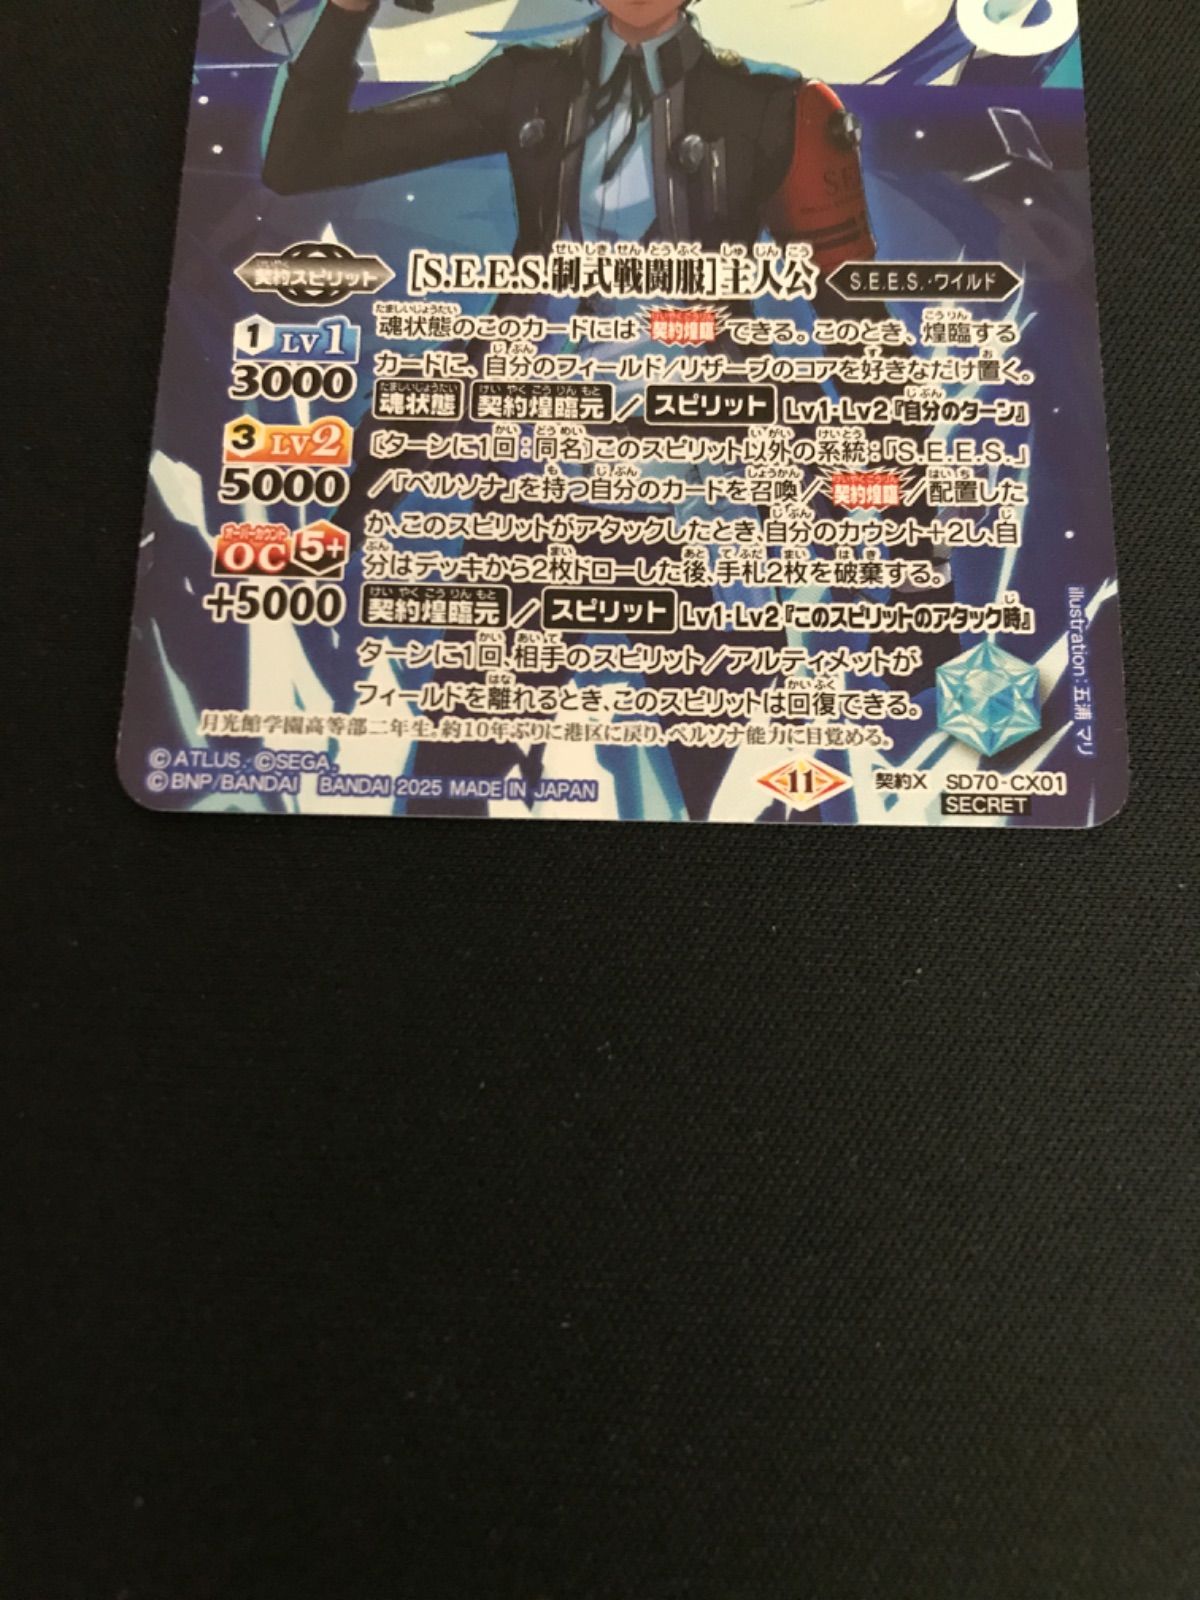 契約スピリット [S.E.E.S.制式戦闘服]主人公 S.E.E.S.・ワイルド
1 LV1
3000
3 LV2
5000
オーバーカウント
OC 5+
+5000
魂状態のこのカードには契約煌臨できる。このとき、煌臨する
カードに、自分のフィールド/リザーブのコアを好きなだけ置く。
魂状態 契約煌臨元/スピリット Lv1・Lv2『自分のターン』
〔ターンに1回:同名〕このスピリット以外の系統:「S.E.E.S.」
/「ペルソナ」を持つ自分のカードを召喚/契約煌臨/配置した
か、このスピリットがアタックしたとき、自分のカウント+2し、自
分はデッキから2枚ドローした後、手札2枚を破棄する。
契約煌臨元/スピリット Lv1・Lv2『このスピリットのアタック時』
ターンに1回、相手のスピリット/アルティメットが
フィールドを離れるとき、このスピリットは回復できる。
月光館学園高等部二年生。約10年ぶりに港区に戻り、ペルソナ能力に目覚める。
©ATLUS. ©SEGA.
©BNP/BANDAI BANDAI 2025 MADE IN JAPAN
11 契約X SD70-CX01
SECRET
illustration:五浦マリ